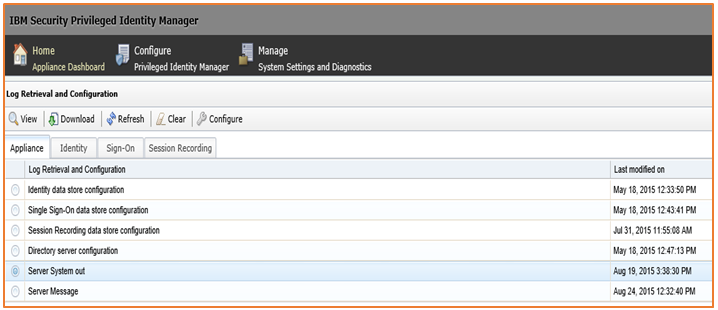 IBM Security Privileged Identity Manager
Home
Appliance Dashboard
Configure
Privileged Identity Manager
Manage
System Settings and Diagnostics
Log Retrieval and Configuration
View Download Refresh Clear Configure
Appliance Identity Sign-On Session Recording
Log Retrieval and Configuration Last modified on
Identity data store configuration May 18, 2015 12:33:50 PM
Single Sign-On data store configuration May 18, 2015 12:43:41 PM
Session Recording data store configuration Jul 31, 2015 11:55:08 AM
Directory server configuration May 18, 2015 12:47:13 PM
Server System out Aug 19, 2015 3:38:30 PM
Server Message Aug 24, 2015 12:32:40 PM